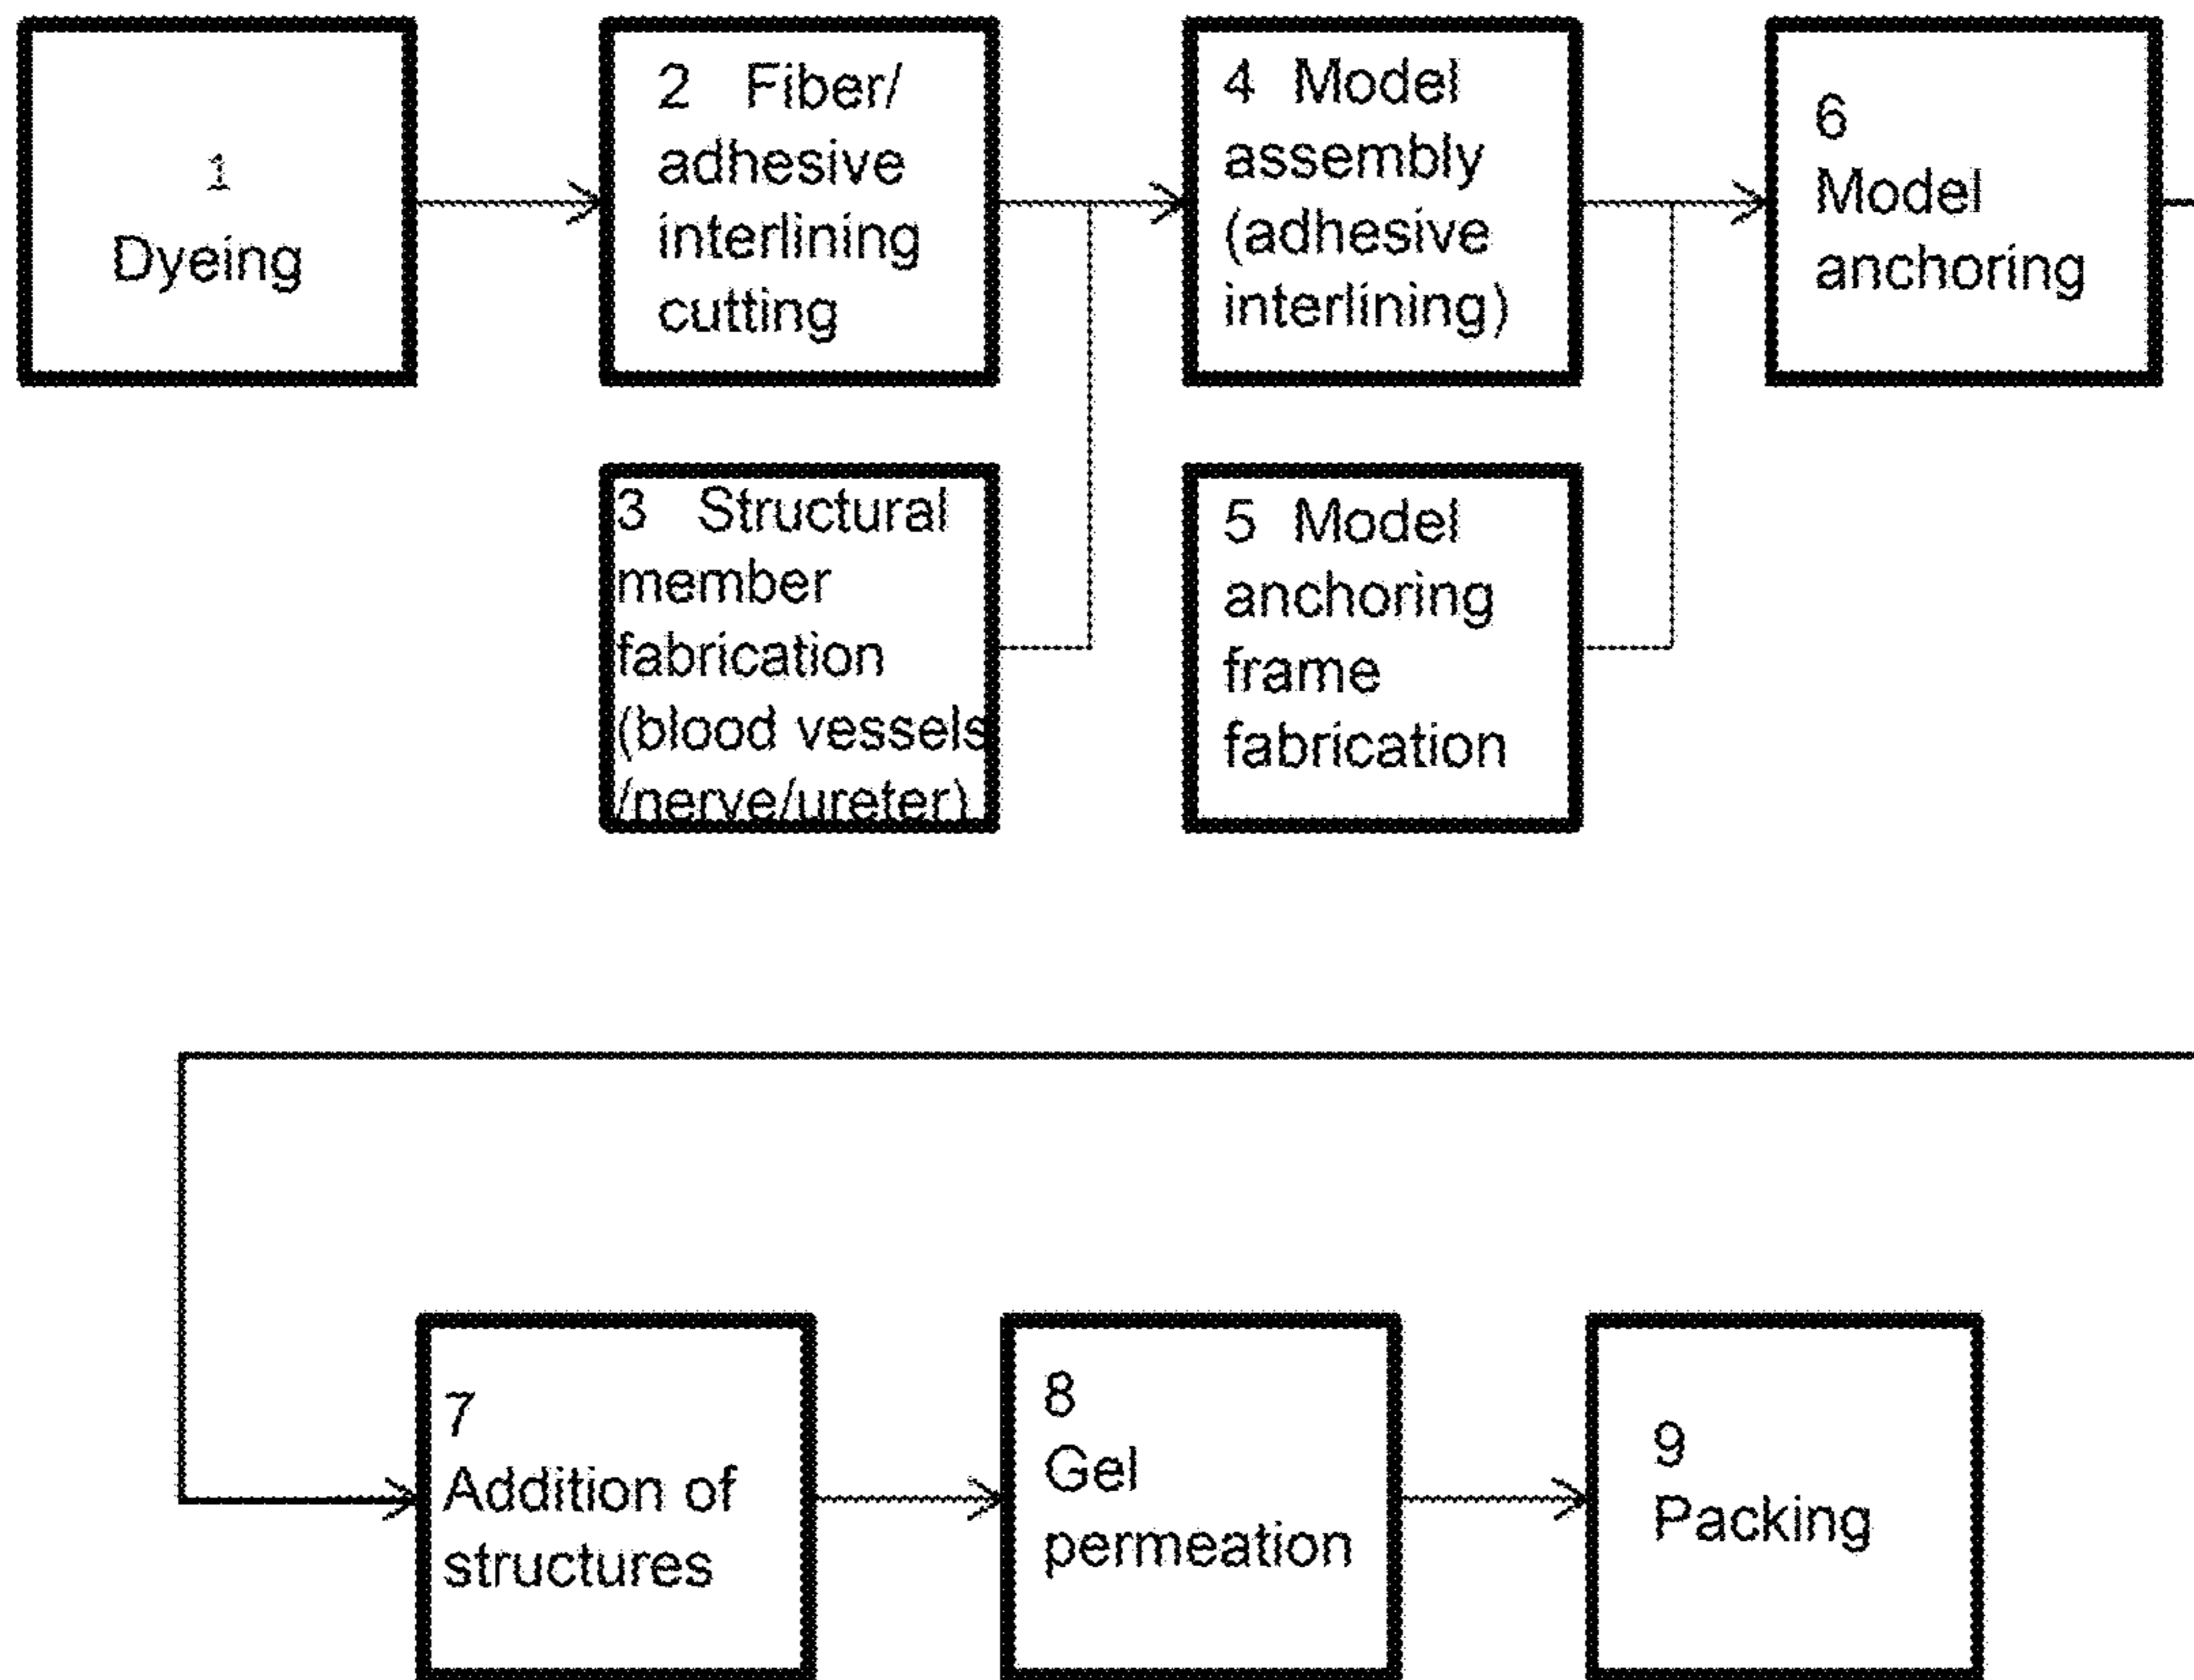 1
Dyeing
2 Fiber/
adhesive
interlining
cutting
3 Structural
member
fabrication
(blood vessels
/nerve/ureter)
4 Model
assembly
(adhesive
interlining)
5 Model
anchoring
frame
fabrication
6
Model
anchoring
7
Addition of
structures
8
Gel
permeation
9
Packing